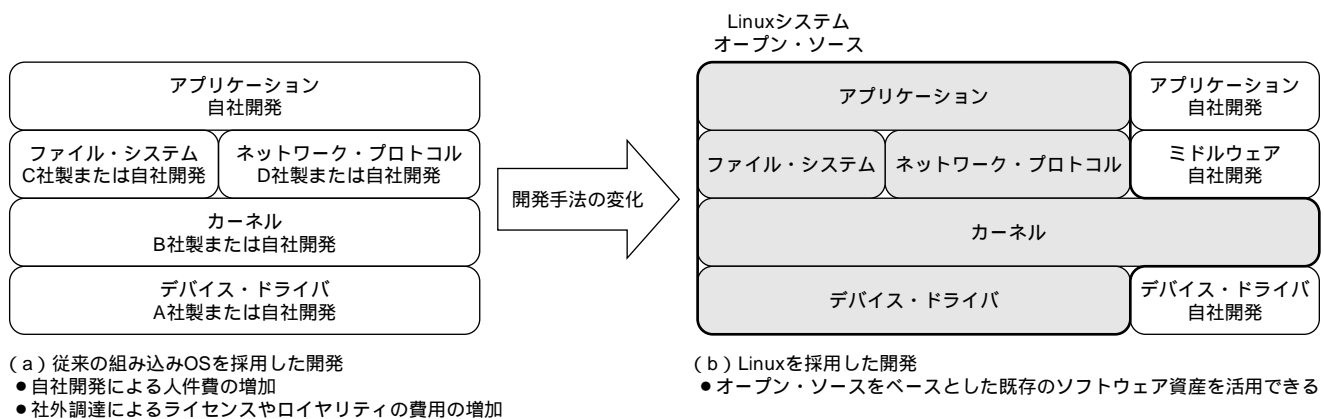 アプリケーション
自社開発
ファイル・システム
C社製または自社開発
ネットワーク・プロトコル
D社製または自社開発
カーネル
B社製または自社開発
デバイス・ドライバ
A社製または自社開発
(a)従来の組み込みOSを採用した開発
●自社開発による人件費の増加
●社外調達によるライセンスやロイヤリティの費用の増加
開発手法の変化
Linuxシステム
オープン・ソース
アプリケーション
アプリケーション
自社開発
ファイル・システム
ネットワーク・プロトコル
ミドルウェア
自社開発
カーネル
デバイス・ドライバ
デバイス・ドライバ
自社開発
(b)Linuxを採用した開発
●オープン・ソースをベースとした既存のソフトウェア資産を活用できる